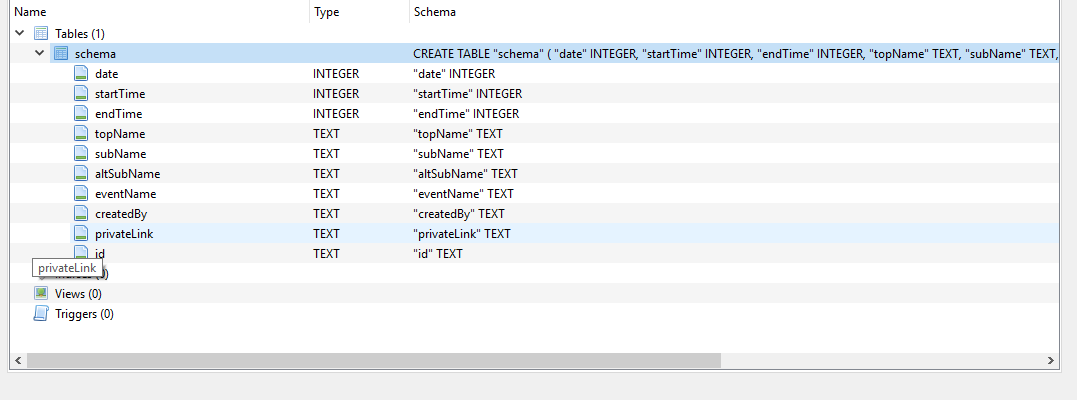 Name Type Schema
Tables (1)
schema CREATE TABLE "schema" ( "date" INTEGER, "startTime" INTEGER, "endTime" INTEGER, "topName" TEXT, "subName" TEXT,
date INTEGER "date" INTEGER
startTime INTEGER "startTime" INTEGER
endTime INTEGER "endTime" INTEGER
topName TEXT "topName" TEXT
subName TEXT "subName" TEXT
altSubName TEXT "altSubName" TEXT
eventName TEXT "eventName" TEXT
createdBy TEXT "createdBy" TEXT
privateLink TEXT "privateLink" TEXT
id TEXT "id" TEXT
privateLink
Indices (0)
Views (0)
Triggers (0)